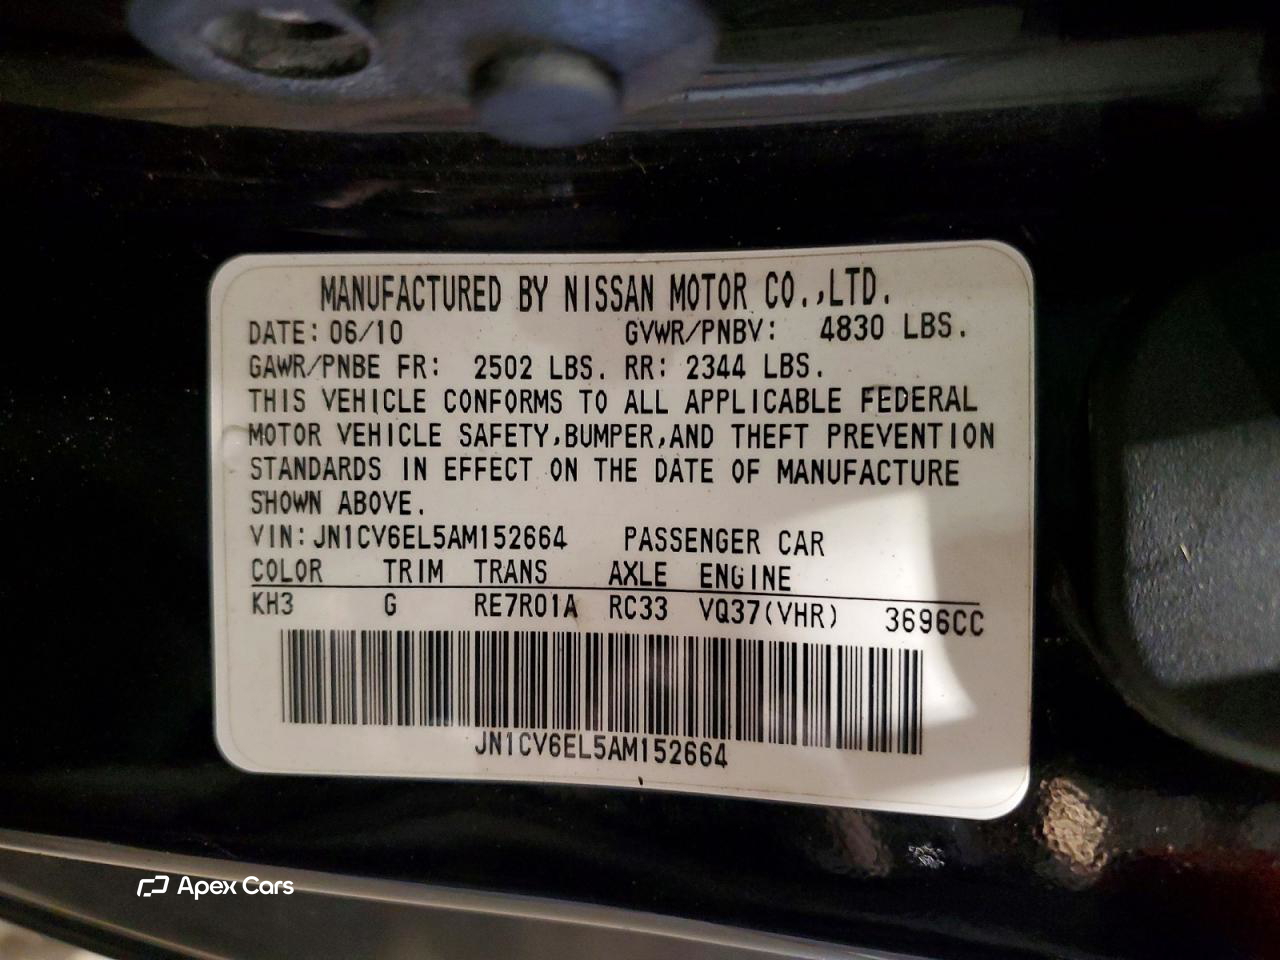 MANUFACTURED BY NISSAN MOTOR CO.,LTD.
DATE: 06/10 GVWR/PNBV: 4830 LBS.
GAWR/PNBE FR: 2502 LBS. RR: 2344 LBS.
THIS VEHICLE CONFORMS TO ALL APPLICABLE FEDERAL
MOTOR VEHICLE SAFETY,BUMPER,AND THEFT PREVENTION
STANDARDS IN EFFECT ON THE DATE OF MANUFACTURE
SHOWN ABOVE.
VIN: JN1CV6EL5AM152664 PASSENGER CAR
COLOR TRIM TRANS AXLE ENGINE
KH3 G RE7R01A RC33 VQ37(VHR) 3696CC
JN1CV6EL5AM152664
Apex Cars